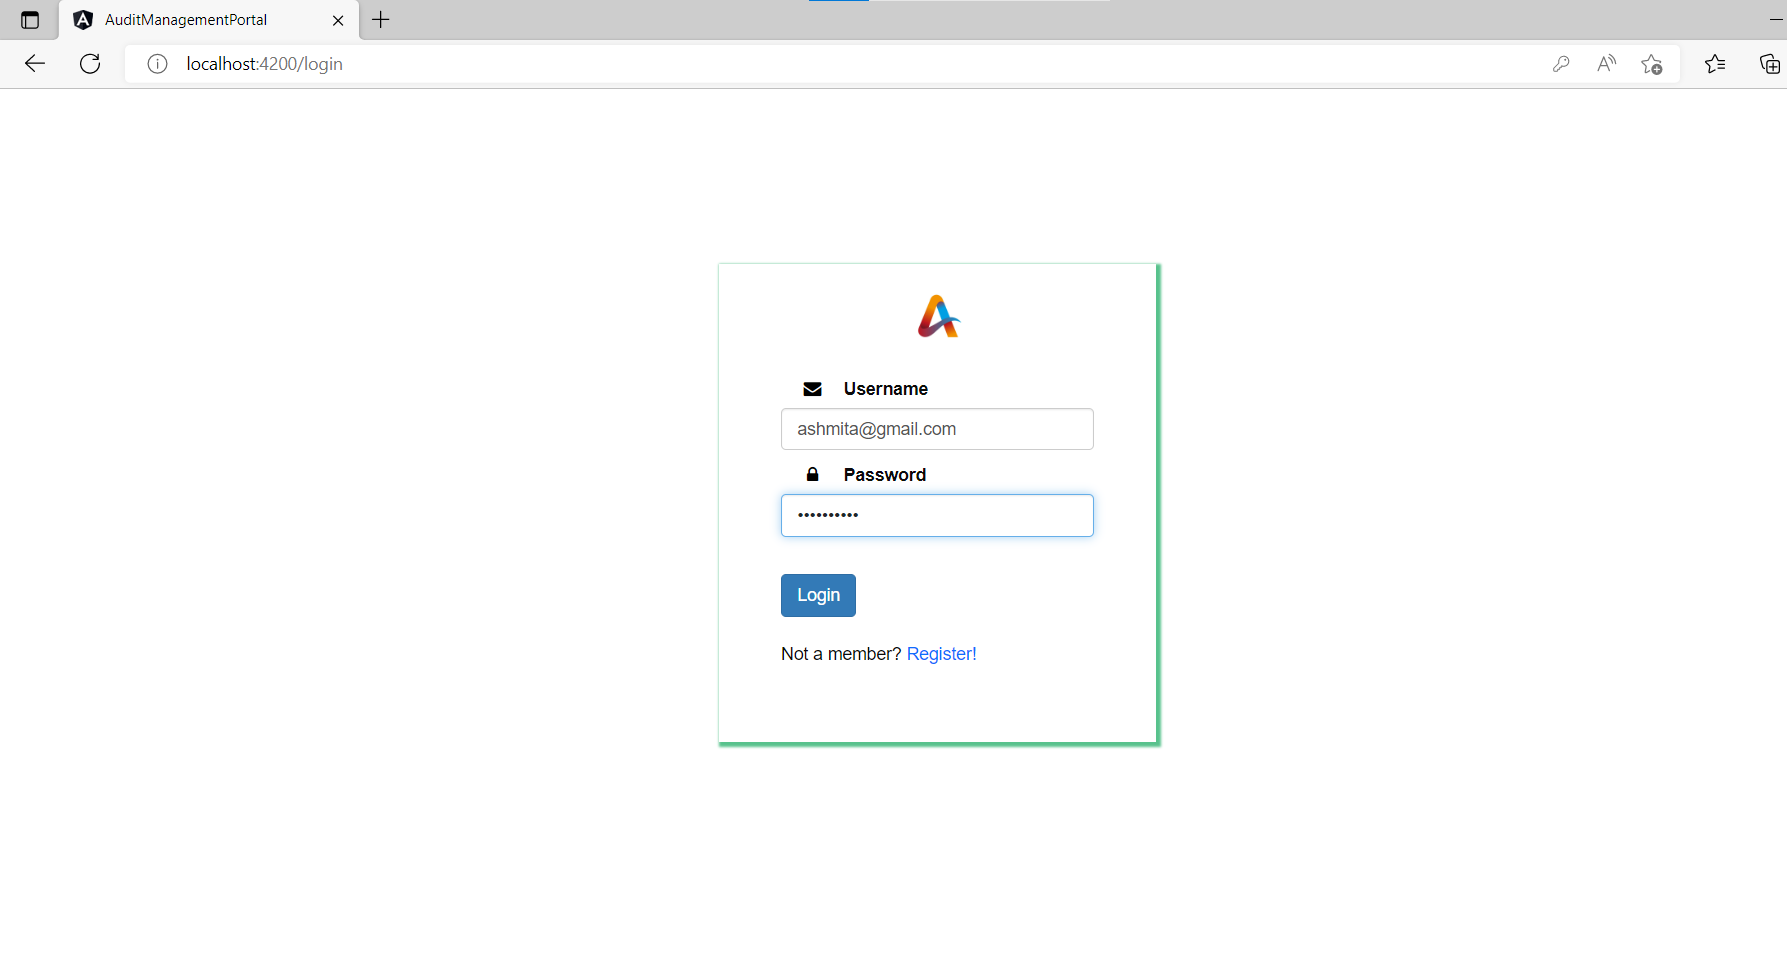 AuditManagementPortal
localhost:4200/login
Username
ashmita@gmail.com
Password
••••••••••
Login
Not a member? Register!